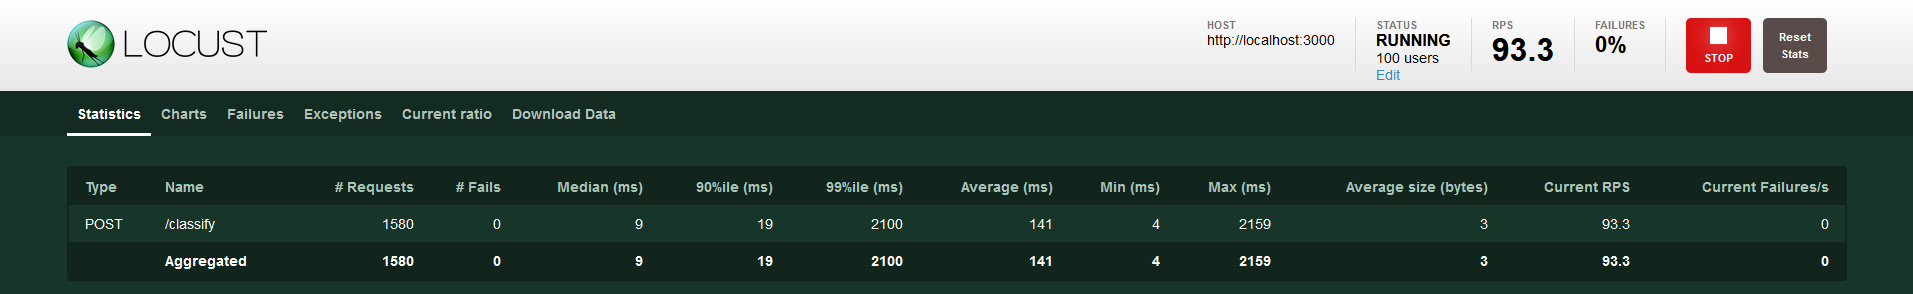 LOCUST
HOST
http://localhost:3000
STATUS
RUNNING
100 users
Edit
RPS
93.3
FAILURES
0%
STOP
Reset
Stats
Statistics Charts Failures Exceptions Current ratio Download Data
Type Name # Requests # Fails Median (ms) 90%ile (ms) 99%ile (ms) Average (ms) Min (ms) Max (ms) Average size (bytes) Current RPS Current Failures/s
POST /classify 1580 0 9 19 2100 141 4 2159 3 93.3 0
Aggregated 1580 0 9 19 2100 141 4 2159 3 93.3 0